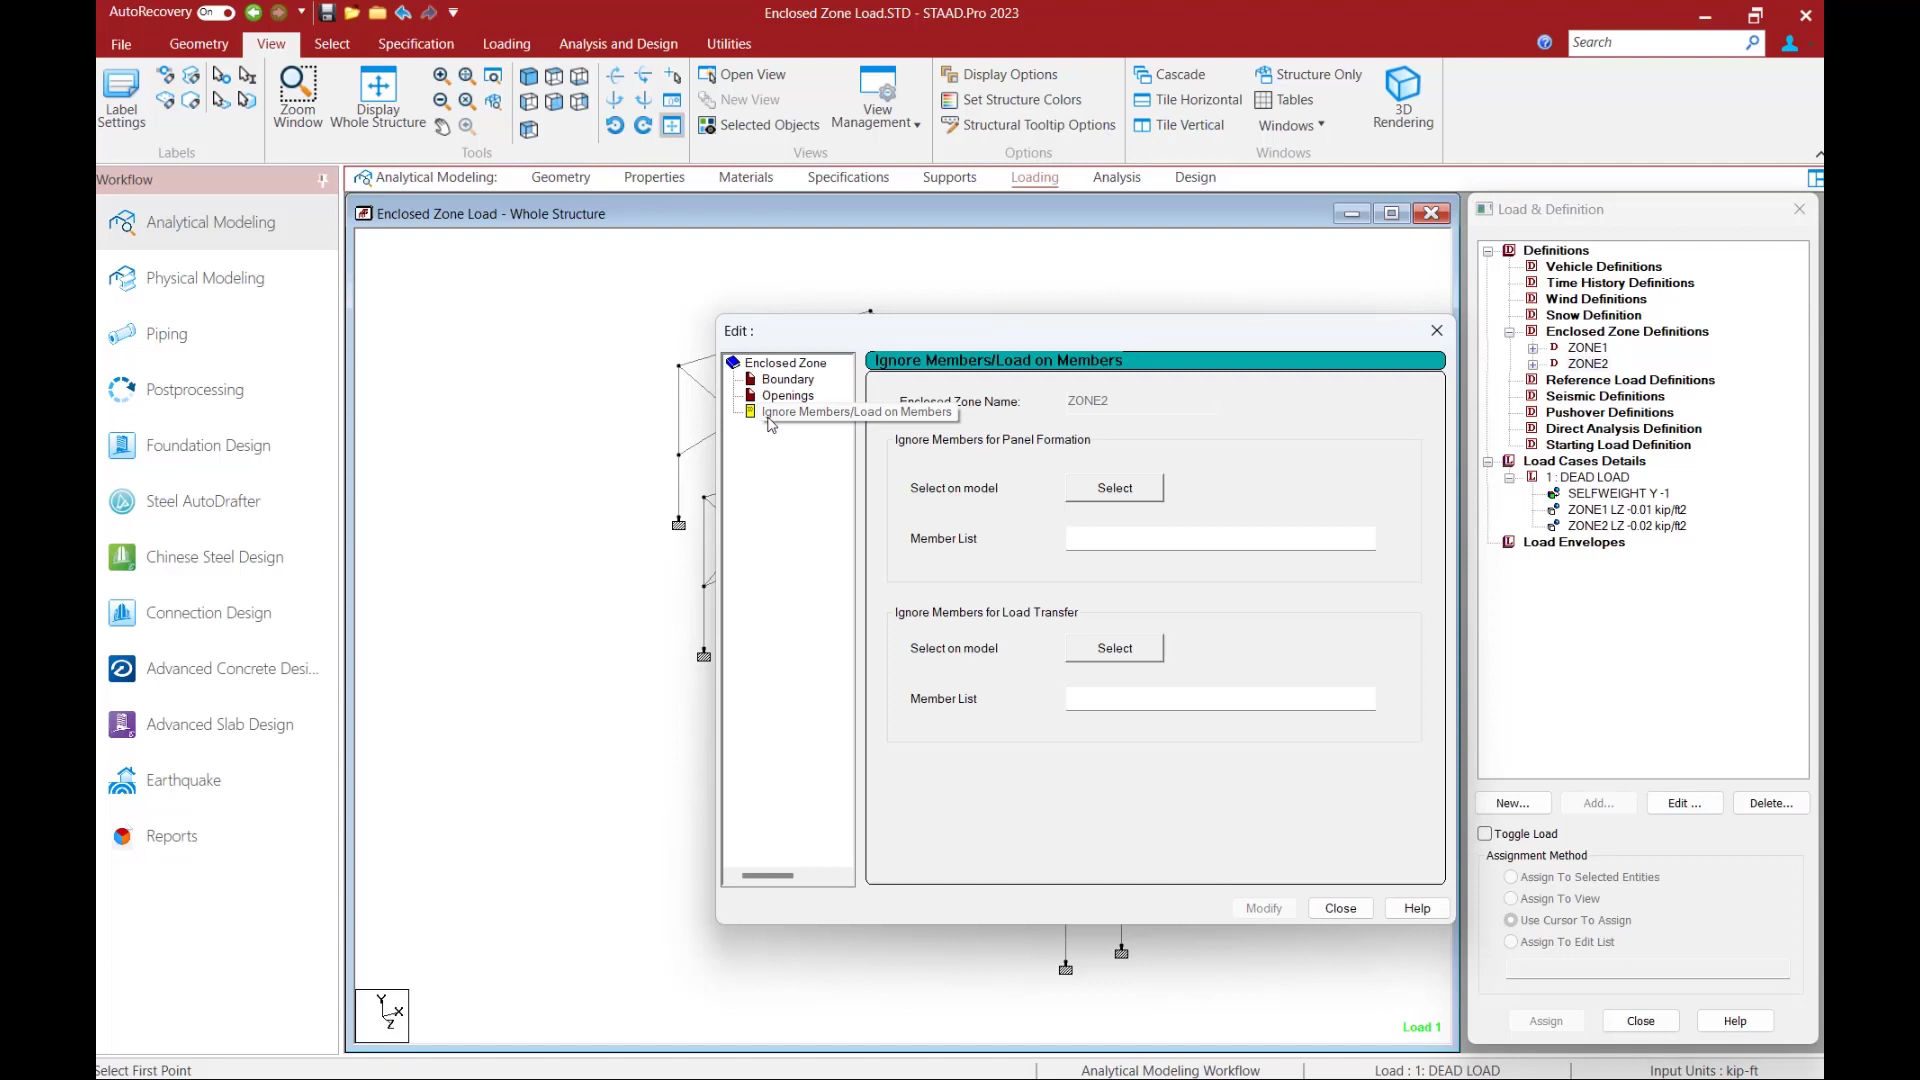 AutoRecovery On
Enclosed Zone Load.STD - STAAD.Pro 2023
File Geometry View Select Specification Loading Analysis and Design Utilities
Search
Label Settings
Labels
Zoom Window
Display Whole Structure
Tools
Open View
New View
Selected Objects
View Management
Views
Display Options
Set Structure Colors
Structural Tooltip Options
Options
Cascade
Tile Horizontal
Tile Vertical
Structure Only
Tables
Windows
3D Rendering
Windows
Workflow
Analytical Modeling: Geometry Properties Materials Specifications Supports Loading Analysis Design
Analytical Modeling
Physical Modeling
Piping
Postprocessing
Foundation Design
Steel AutoDrafter
Chinese Steel Design
Connection Design
Advanced Concrete Desi...
Advanced Slab Design
Earthquake
Reports
Enclosed Zone Load - Whole Structure
Edit :
Enclosed Zone
Boundary
Openings
Ignore Members/Load on Members
Ignore Members/Load on Members
Enclosed Zone Name: ZONE2
Ignore Members for Panel Formation
Select on model Select
Member List
Ignore Members for Load Transfer
Select on model Select
Member List
Modify Close Help
Y
X
Z
Load 1
Load & Definition
Definitions
Vehicle Definitions
Time History Definitions
Wind Definitions
Snow Definition
Enclosed Zone Definitions
ZONE1
ZONE2
Reference Load Definitions
Seismic Definitions
Pushover Definitions
Direct Analysis Definition
Starting Load Definition
Load Cases Details
1 : DEAD LOAD
SELFWEIGHT Y -1
ZONE1 LZ -0.01 kip/ft2
ZONE2 LZ -0.02 kip/ft2
Load Envelopes
New... Add... Edit ... Delete...
Toggle Load
Assignment Method
Assign To Selected Entities
Assign To View
Use Cursor To Assign
Assign To Edit List
Assign Close Help
Select First Point
Analytical Modeling Workflow
Load : 1: DEAD LOAD
Input Units : kip-ft